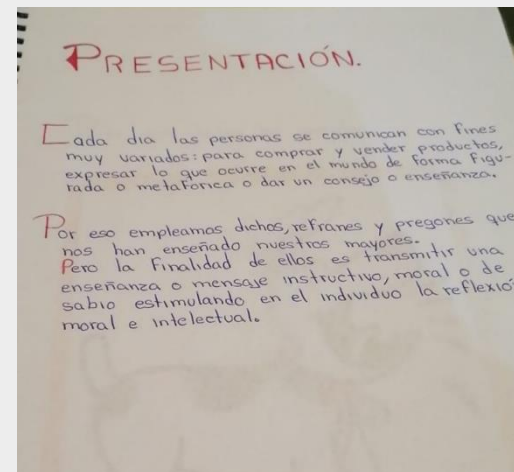 PRESENTACIÓN.
Cada dia las personas se comunican con fines
muy variados: para comprar y vender productos,
expresar lo que ocurre en el mundo de forma figu-
rada o metaforica o dar un consejo o enseñanza.
Por eso empleamos dichos, refranes y pregones que
nos han enseñado nuestros mayores.
Pero la finalidad de ellos es transmitir una
enseñanza o mensaje instructivo, moral o de
sabio estimulando en el individuo la reflexió
moral e intelectual.